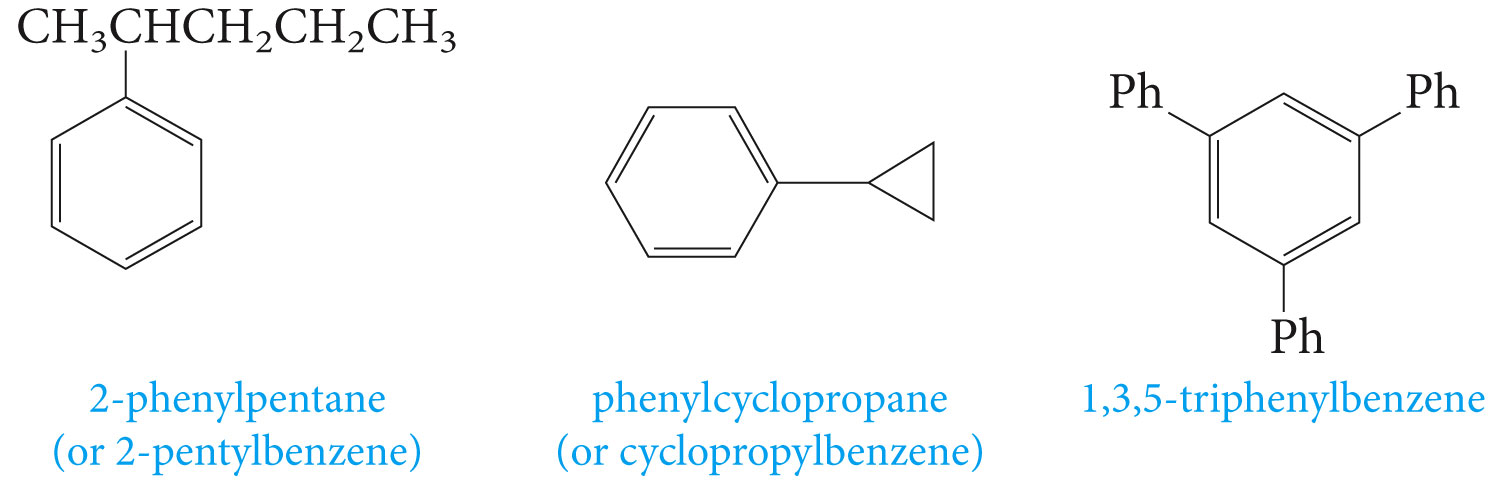 CH₃CHCH₂CH₂CH₃
Ph
Ph
Ph
2-phenylpentane
(or 2-pentylbenzene)
phenylcyclopropane
(or cyclopropylbenzene)
1,3,5-triphenylbenzene